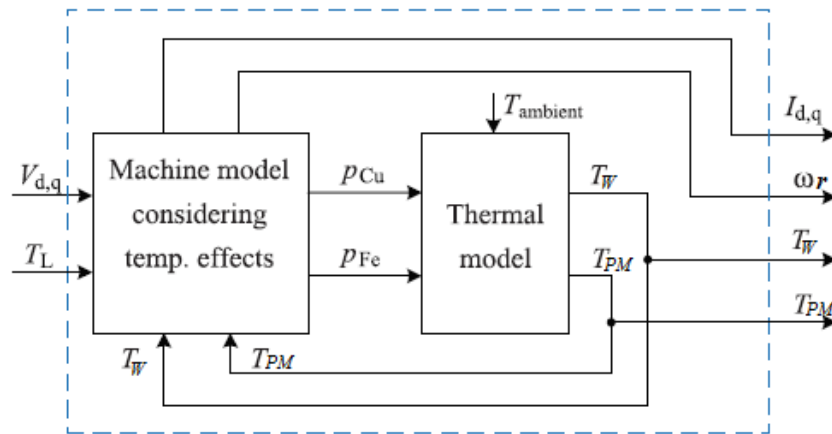 T_ambient
I_d,q
V_d,q
Machine model
considering
temp. effects
p_Cu
Thermal
model
T_W
ω_r
T_L
p_Fe
T_PM
T_W
T_PM
T_W
T_PM